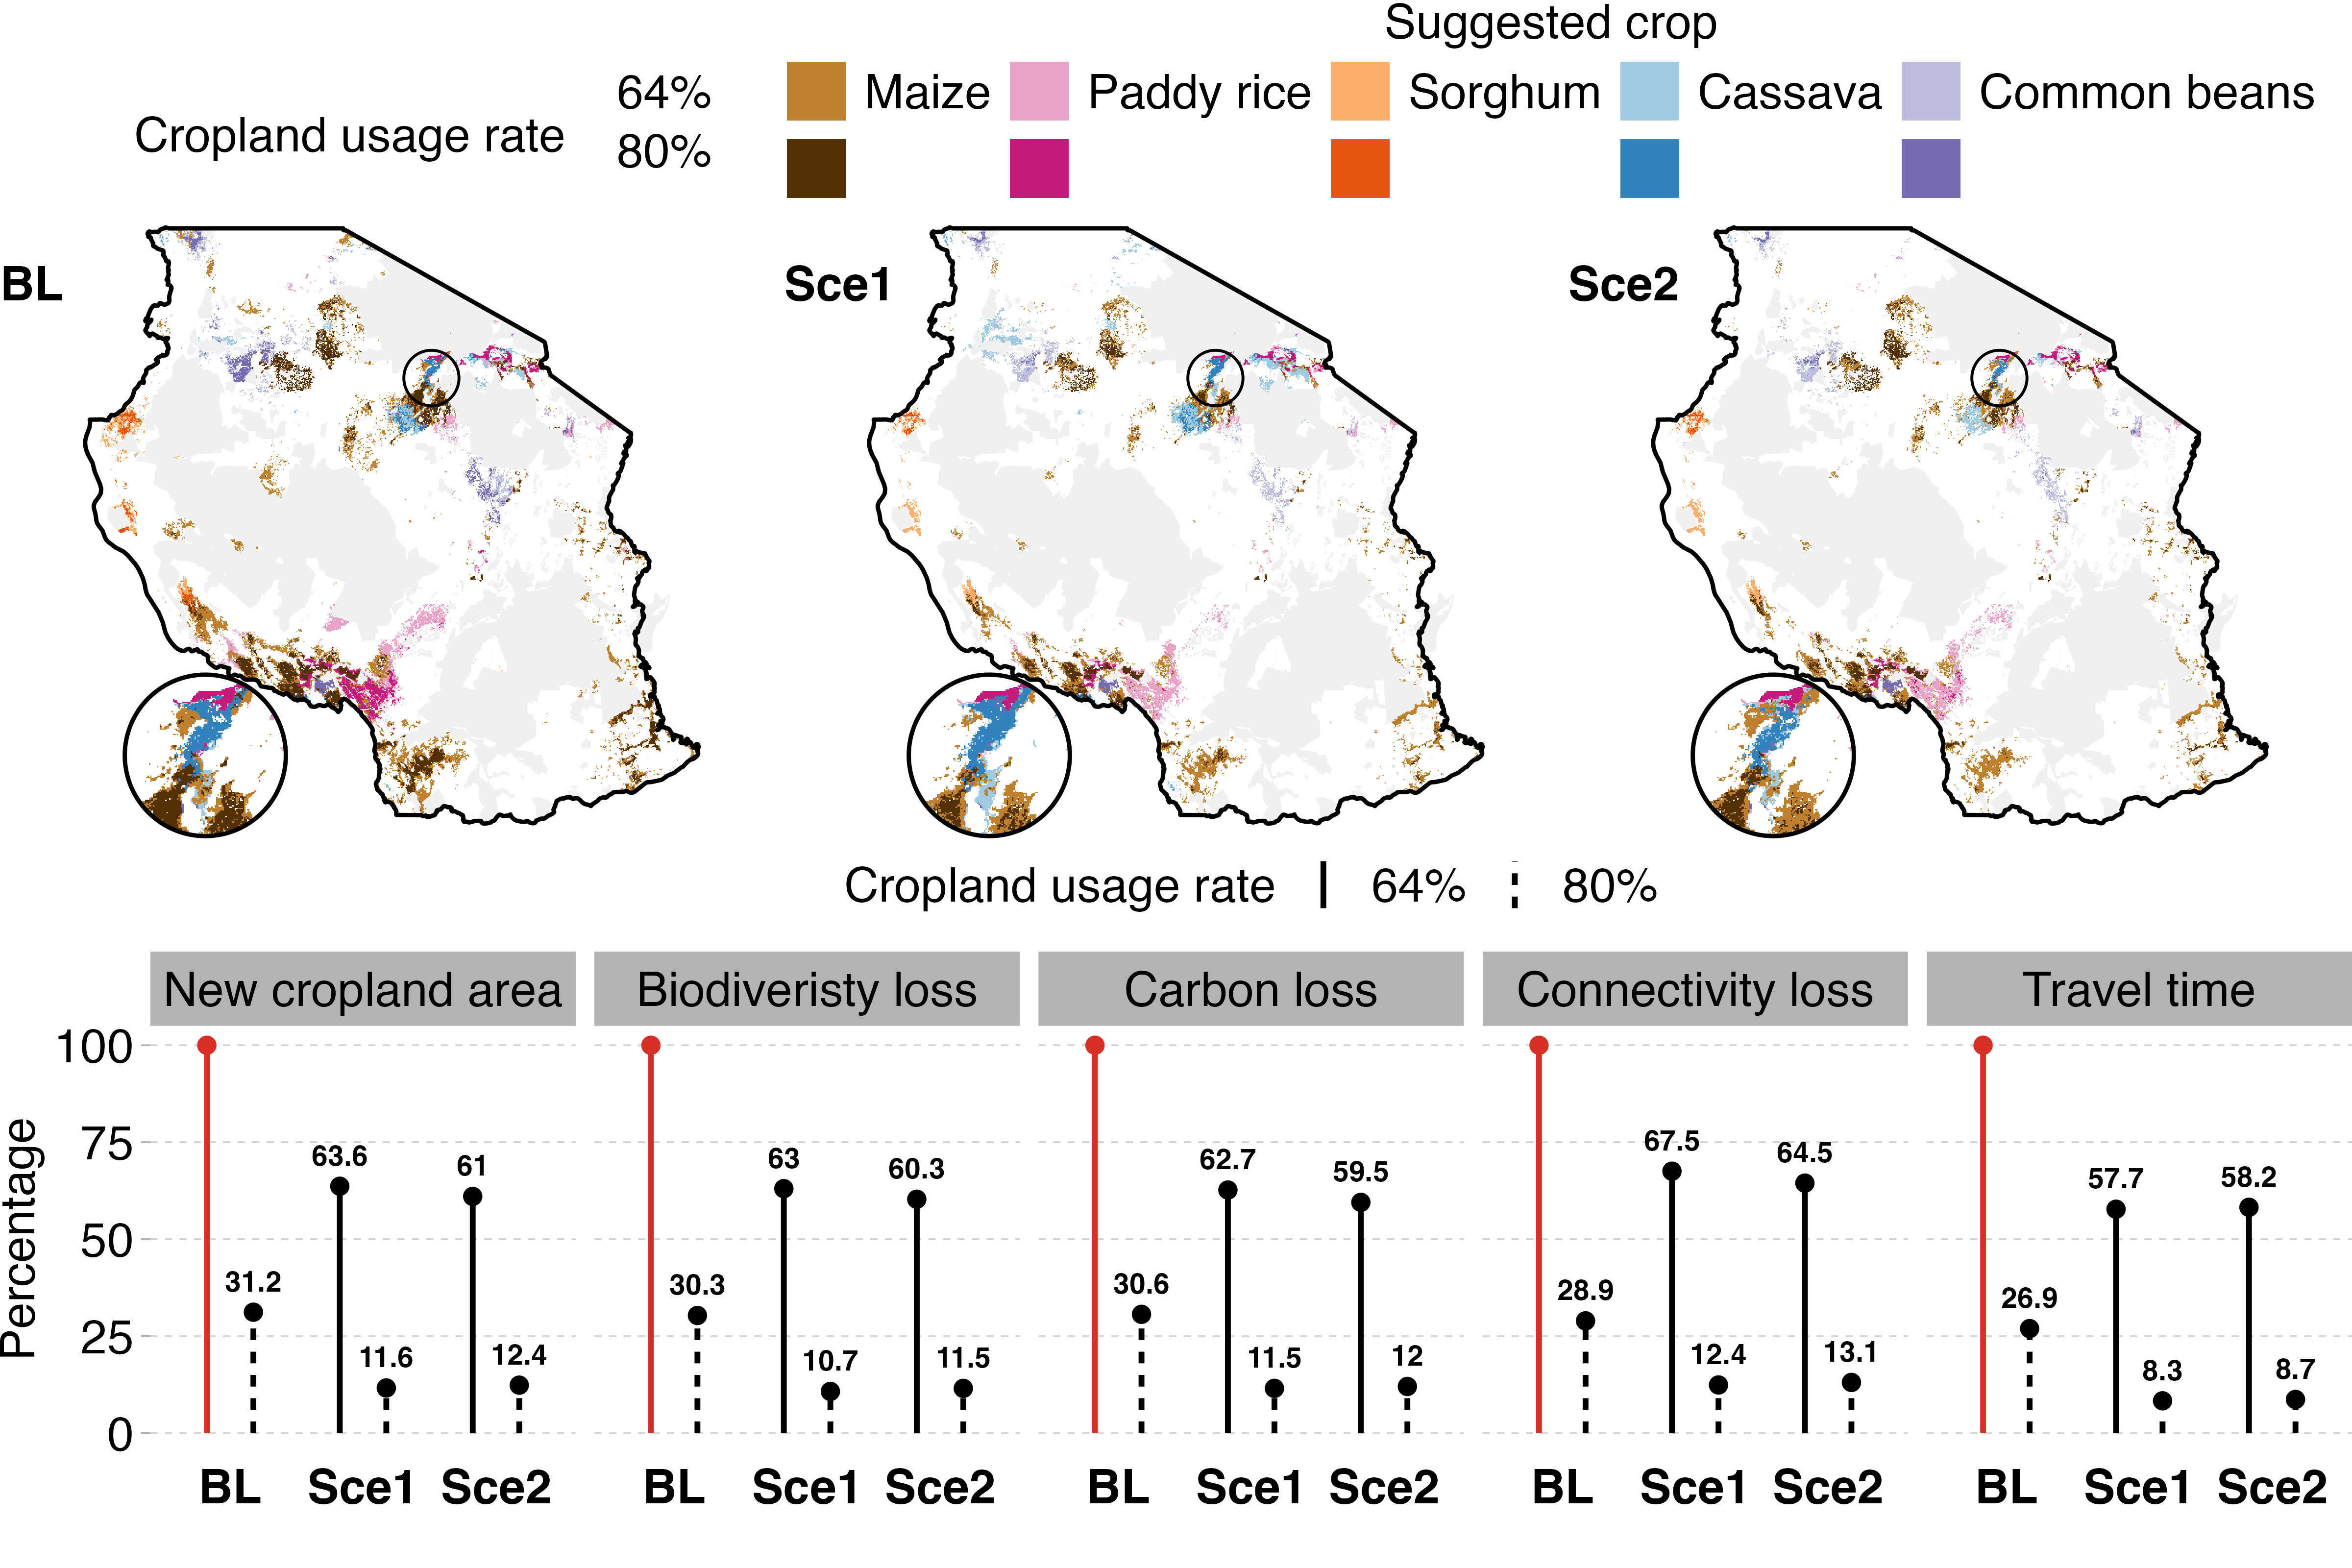 Suggested crop
Cropland usage rate
64%
80%
Maize Paddy rice Sorghum Cassava Common beans
BL Sce1 Sce2
Cropland usage rate 64% 80%
New cropland area Biodiveristy loss Carbon loss Connectivity loss Travel time
Percentage
100
75
50
25
0
31.2 63.6 11.6 61 12.4
30.3 63 10.7 60.3 11.5
30.6 62.7 11.5 59.5 12
28.9 67.5 12.4 64.5 13.1
26.9 57.7 8.3 58.2 8.7
BL Sce1 Sce2 BL Sce1 Sce2 BL Sce1 Sce2 BL Sce1 Sce2 BL Sce1 Sce2